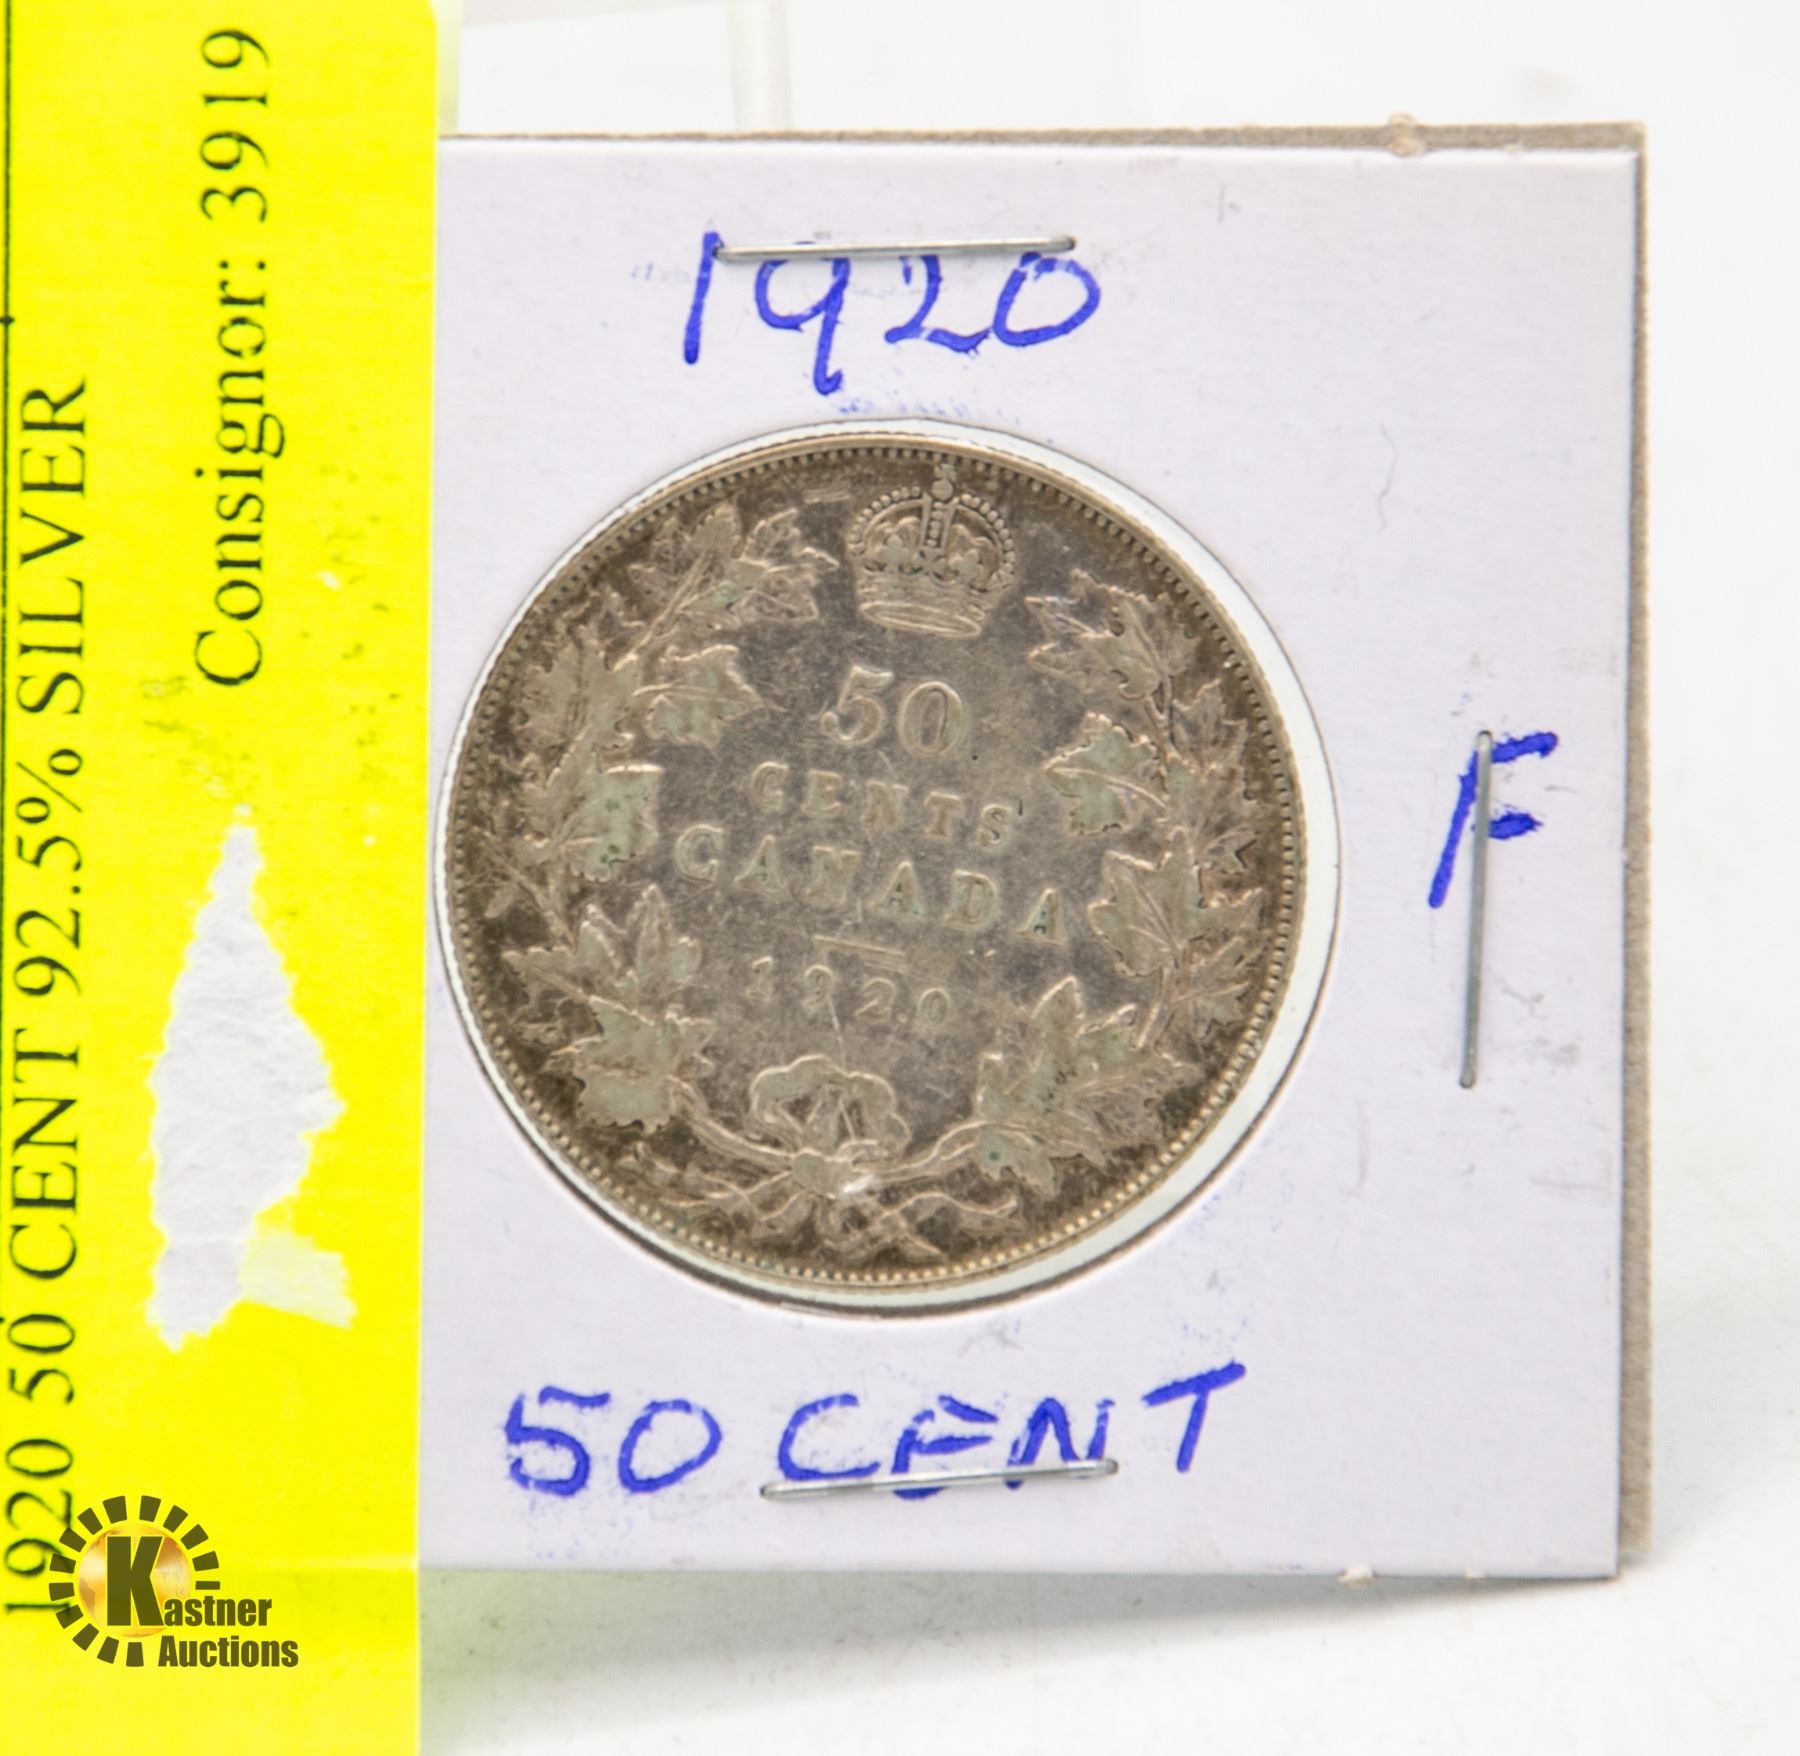 1920 50 CENT 92.5% SILVER
Consignor: 3919
1920
50
CENTS
CANADA
1920
F
50 CENT
Kastner
Auctions